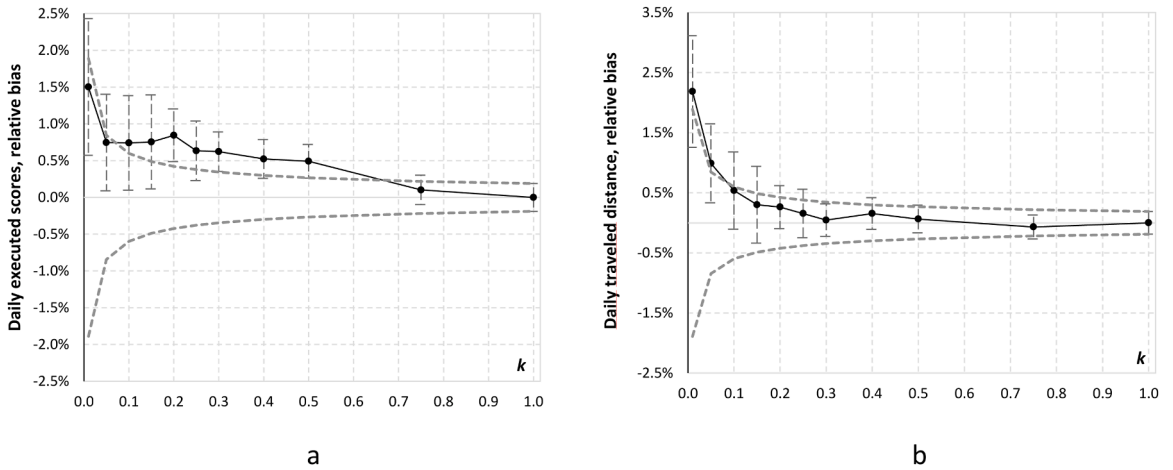 Daily executed scores, relative bias
2.5%
2.0%
1.5%
1.0%
0.5%
0.0%
-0.5%
-1.0%
-1.5%
-2.0%
-2.5%
k
0.0 0.1 0.2 0.3 0.4 0.5 0.6 0.7 0.8 0.9 1.0
a
Daily traveled distance, relative bias
3.5%
2.5%
1.5%
0.5%
-0.5%
-1.5%
-2.5%
k
0.0 0.1 0.2 0.3 0.4 0.5 0.6 0.7 0.8 0.9 1.0
b